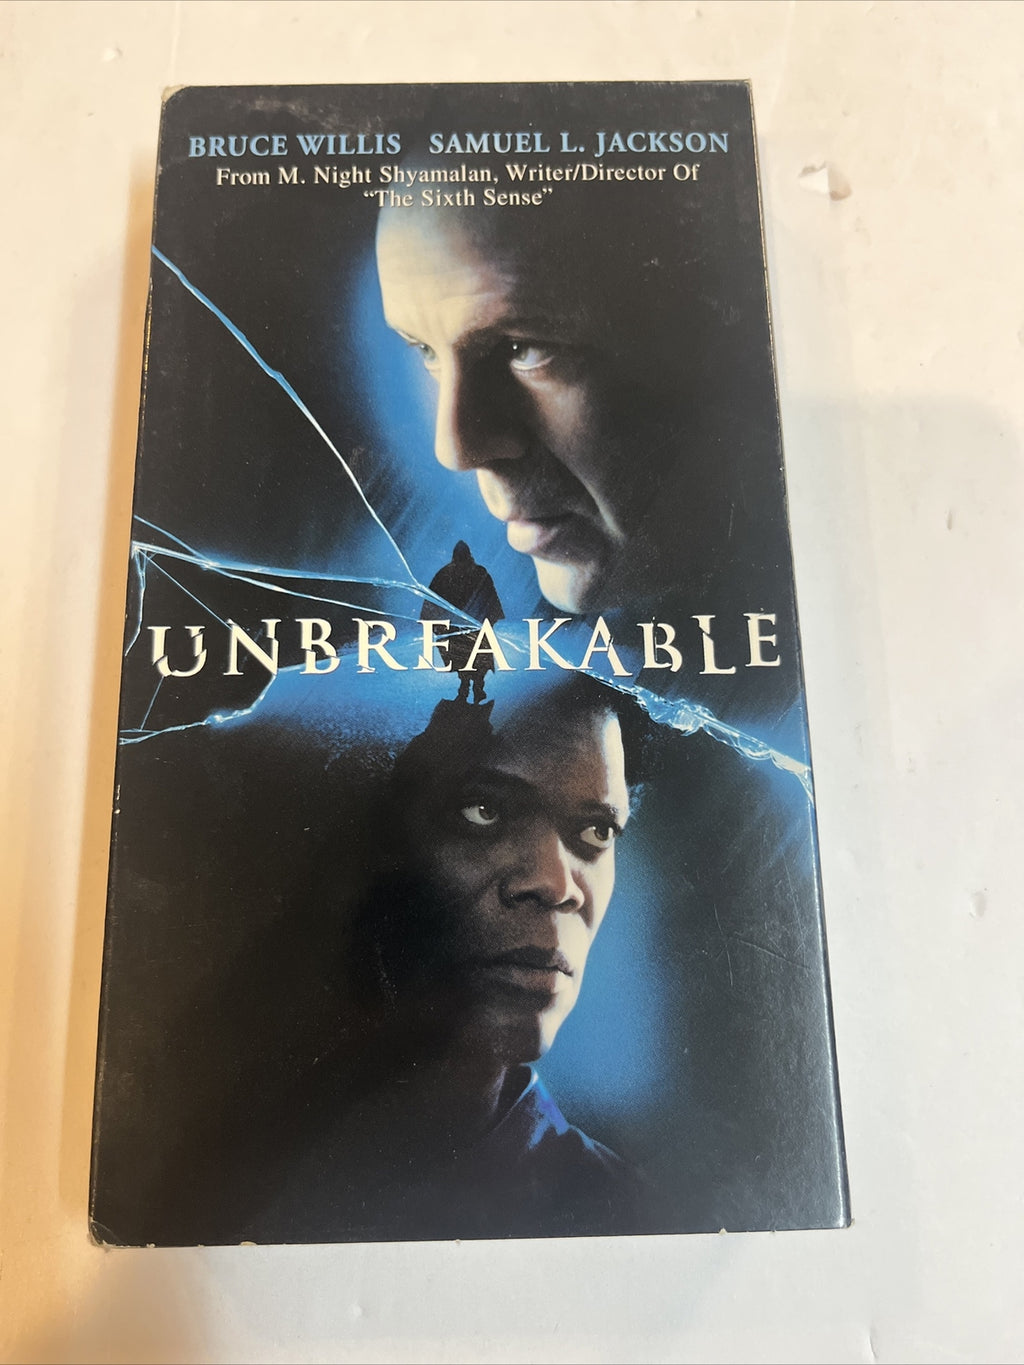 BRUCE WILLIS SAMUEL L. JACKSON
From M. Night Shyamalan, Writer/Director Of
“The Sixth Sense”
UNBREAKABLE